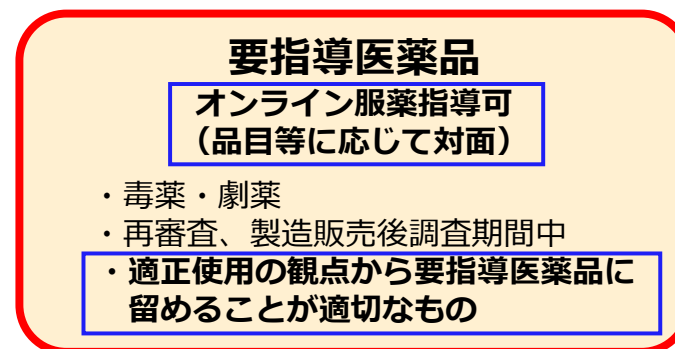 要指導医薬品
オンライン服薬指導可
（品目等に応じて対面）
・毒薬・劇薬
・再審査、製造販売後調査期間中
・適正使用の観点から要指導医薬品に
留めることが適切なもの